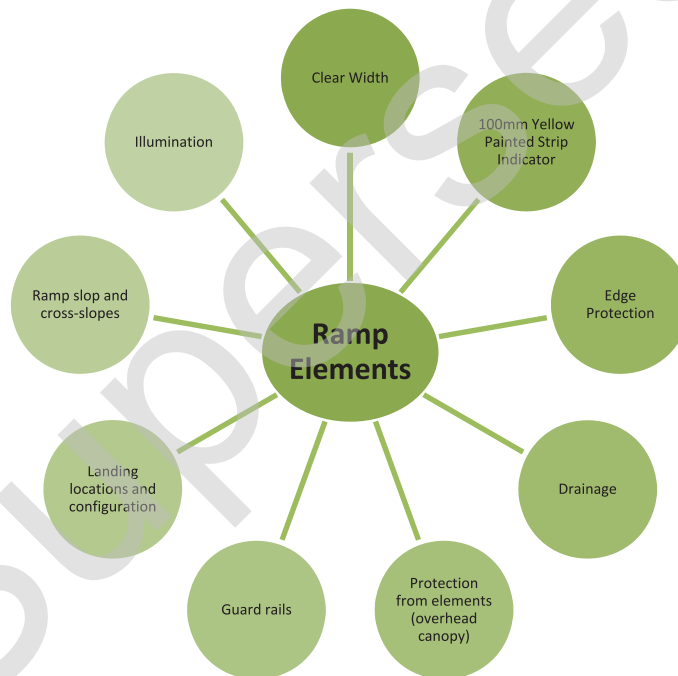 Clear Width
100mm Yellow
Painted Strip
Indicator
Edge
Protection
Drainage
Protection
from elements
(overhead
canopy)
Guard rails
Landing
locations and
configuration
Ramp slop and
cross-slopes
Illumination
Ramp
Elements
Superse